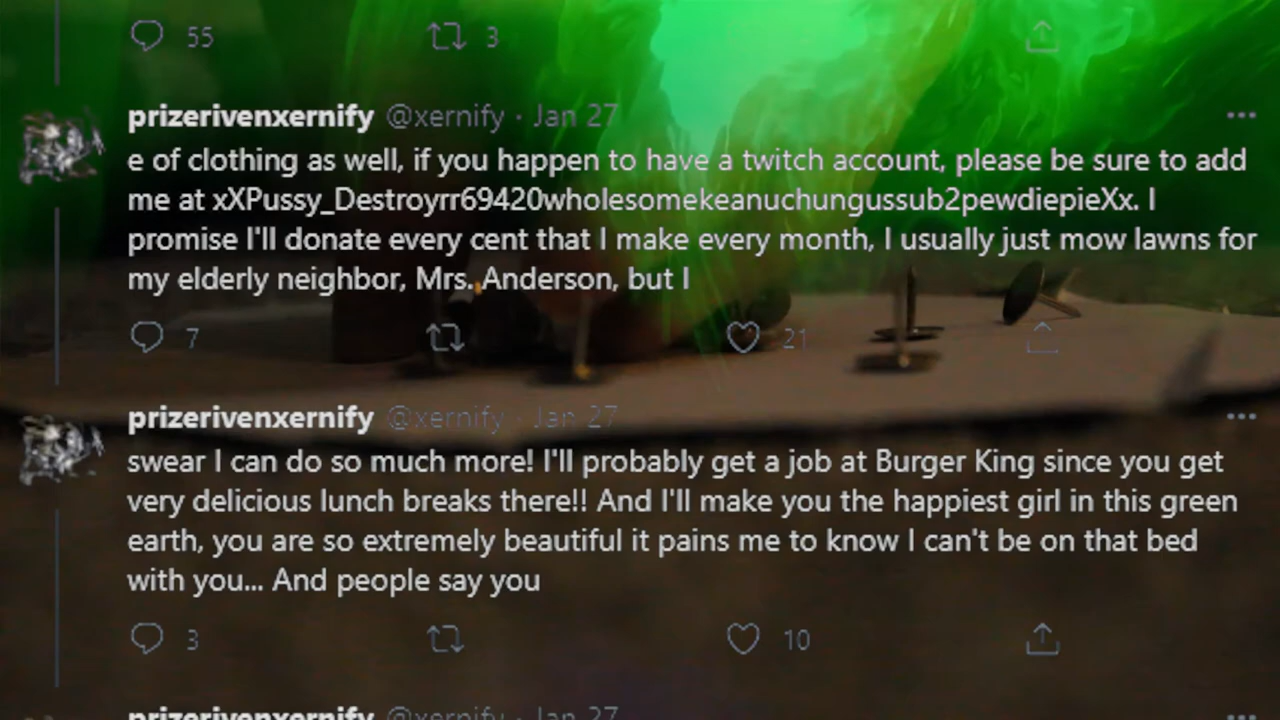 55 3
prizerivenxernify @xernify · Jan 27
e of clothing as well, if you happen to have a twitch account, please be sure to add
me at xXPussy_Destroyrr69420wholesomekeanuchungussub2pewdiepieXx. I
promise I'll donate every cent that I make every month, I usually just mow lawns for
my elderly neighbor, Mrs. Anderson, but I
7 21
prizerivenxernify @xernify · Jan 27
swear I can do so much more! I'll probably get a job at Burger King since you get
very delicious lunch breaks there!! And I'll make you the happiest girl in this green
earth, you are so extremely beautiful it pains me to know I can't be on that bed
with you... And people say you
3 10
prizerivenxernify @xernify · Jan 27